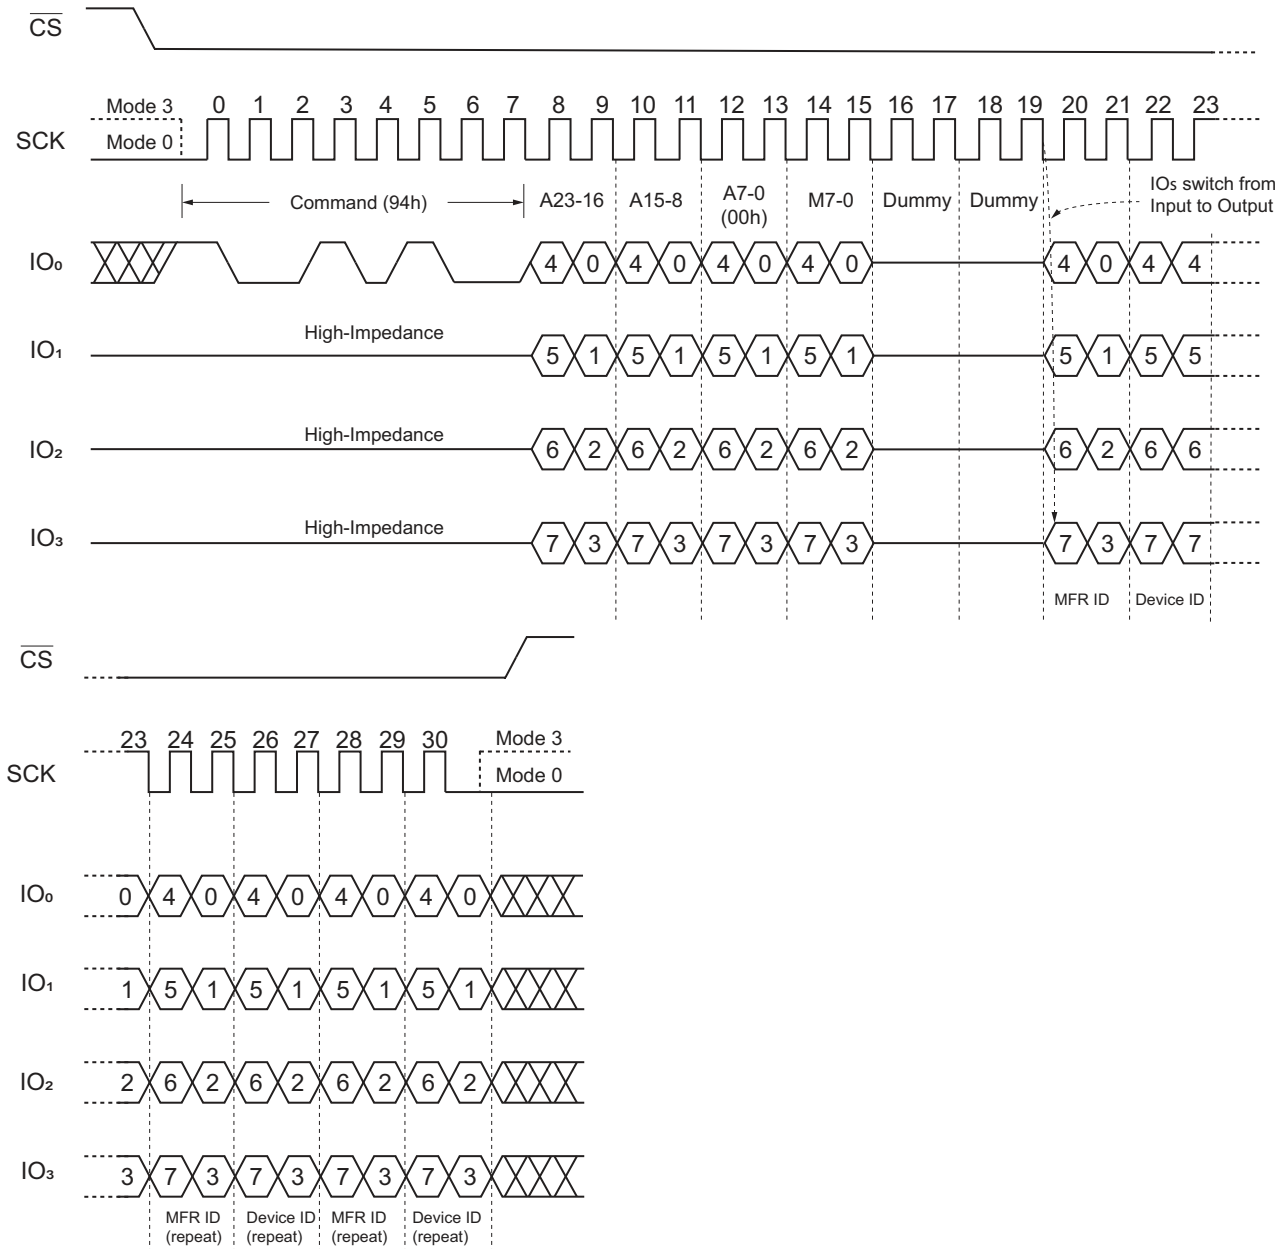 CS
Mode 3 0 1 2 3 4 5 6 7 8 9 10 11 12 13 14 15 16 17 18 19 20 21 22 23
SCK Mode 0
Command (94h) A23-16 A15-8 A7-0 (00h) M7-0 Dummy Dummy IOs switch from
Input to Output
IO₀ 4 0 4 0 4 0 4 0 4 0 4 4
High-Impedance
IO₁ 5 1 5 1 5 1 5 1 5 1 5 5
High-Impedance
IO₂ 6 2 6 2 6 2 6 2 6 2 6 6
High-Impedance
IO₃ 7 3 7 3 7 3 7 3 7 3 7 7
MFR ID Device ID
CS
23 24 25 26 27 28 29 30 Mode 3
SCK Mode 0
IO₀ 0 4 0 4 0 4 0 4 0
IO₁ 1 5 1 5 1 5 1 5 1
IO₂ 2 6 2 6 2 6 2 6 2
IO₃ 3 7 3 7 3 7 3 7 3
MFR ID Device ID MFR ID Device ID
(repeat) (repeat) (repeat) (repeat)